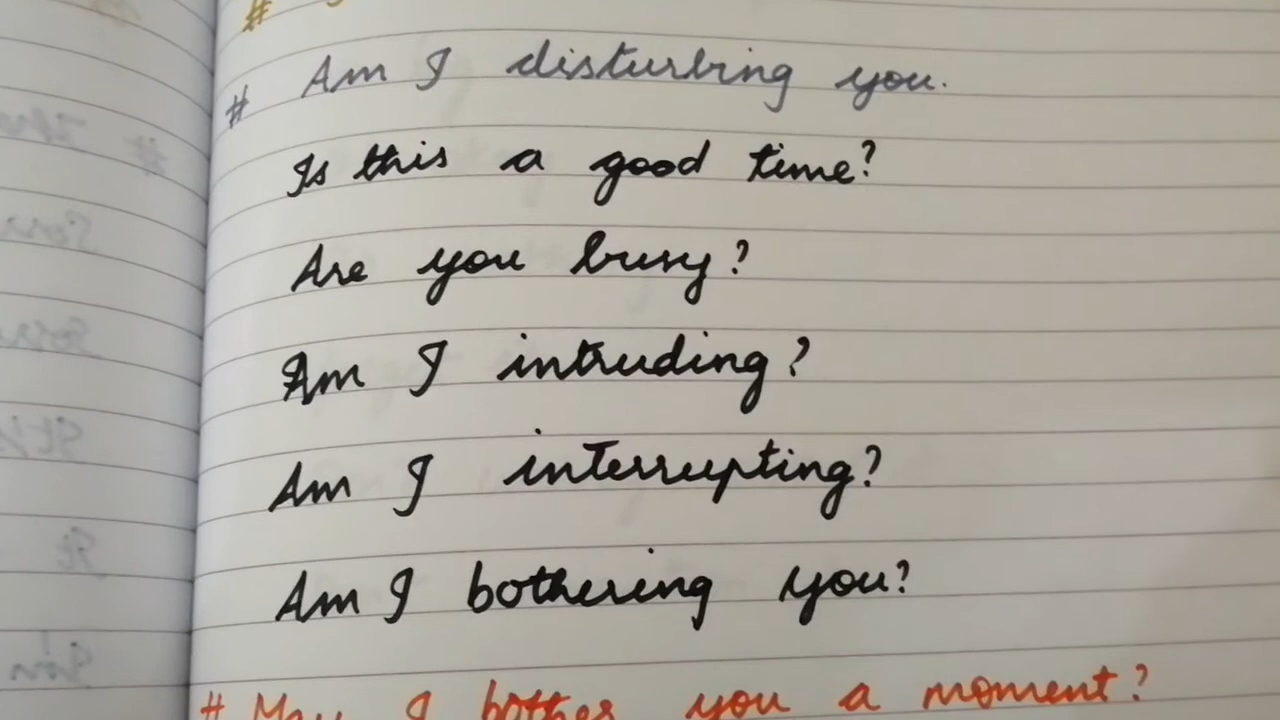 #
# Am I disturbing you.
Is this a good time?
Are you busy?
Am I intruding?
Am I interrupting?
Am I bothering you?
# May I bother you a moment?